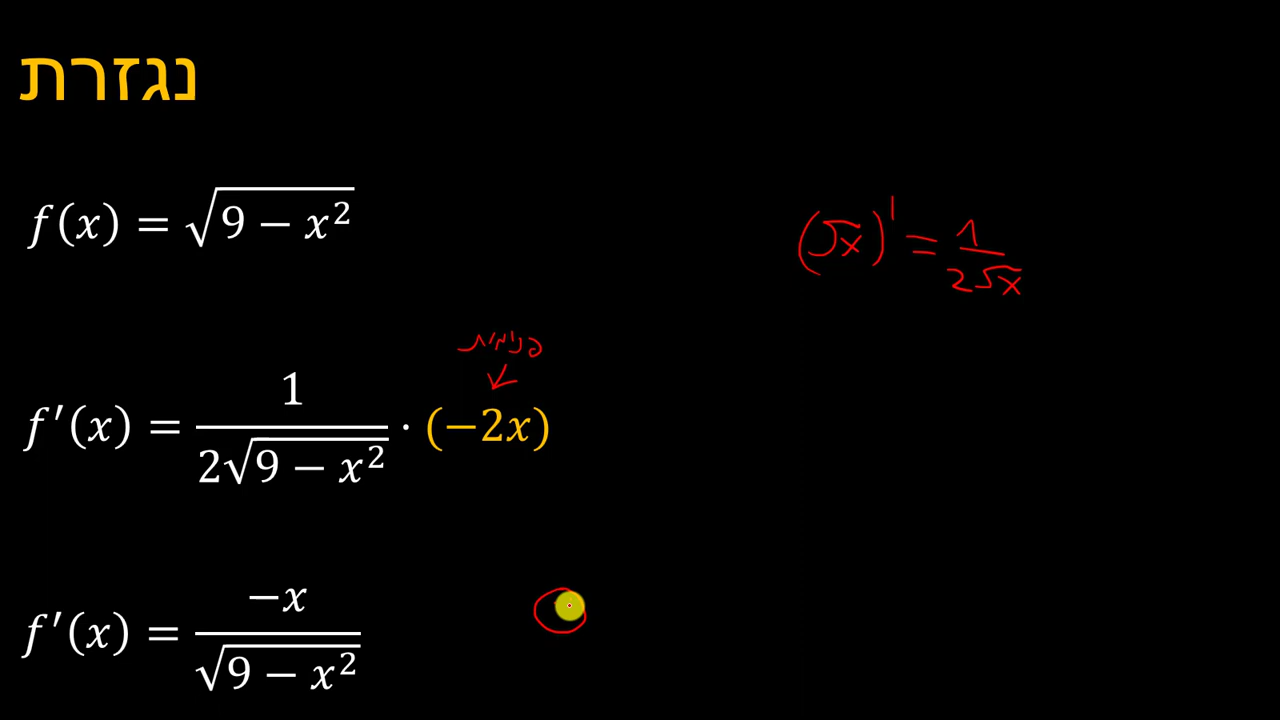 נגזרת
f(x) = √(9 − x²)
(√x)' = 1/(2√x)
פנימית
f'(x) = 1/(2√(9 − x²)) · (−2x)
f'(x) = −x/√(9 − x²)